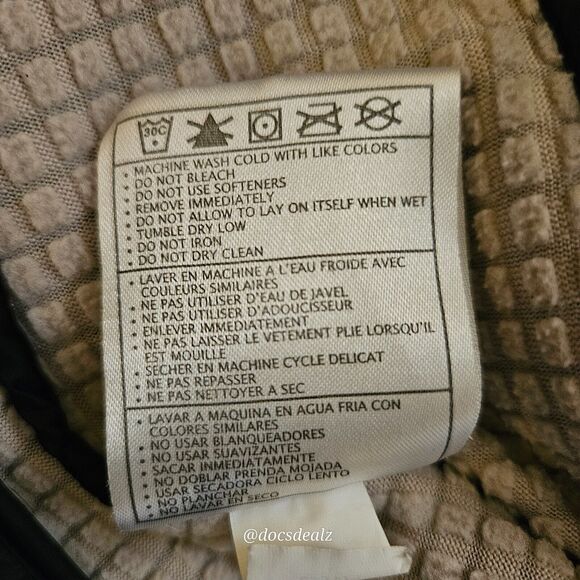 30C
• MACHINE WASH COLD WITH LIKE COLORS
• DO NOT BLEACH
• DO NOT USE SOFTENERS
• REMOVE IMMEDIATELY
• DO NOT ALLOW TO LAY ON ITSELF WHEN WET
• TUMBLE DRY LOW
• DO NOT IRON
• DO NOT DRY CLEAN
• LAVER EN MACHINE A L'EAU FROIDE AVEC
COULEURS SIMILAIRES
• NE PAS UTILISER D'EAU DE JAVEL
• NE PAS UTILISER D'ADOUCISSEUR
• ENLEVER IMMEDIATEMENT
• NE PAS LAISSER LE VETEMENT PLIE LORSQU'IL
EST MOUILLE
• SECHER EN MACHINE CYCLE DELICAT
• NE PAS REPASSER
• NE PAS NETTOYER A SEC
• LAVAR A MAQUINA EN AGUA FRIA CON
COLORES SIMILARES
• NO USAR BLANQUEADORES
• NO USAR SUAVIZANTES
• SACAR INMEDIATAMENTE
• NO DOBLAR PRENDA MOJADA
• USAR SECADORA CICLO LENTO
• NO PLANCHAR
• NO LAVAR EN SECO
@docsdealz